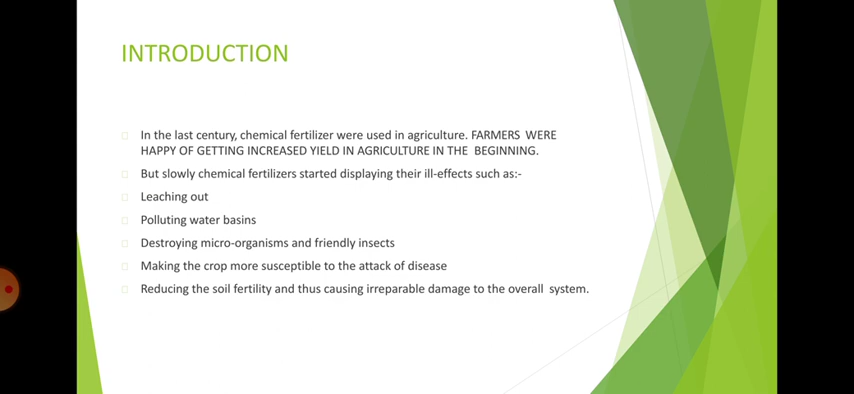 INTRODUCTION
In the last century, chemical fertilizer were used in agriculture. FARMERS WERE
HAPPY OF GETTING INCREASED YIELD IN AGRICULTURE IN THE BEGINNING.
But slowly chemical fertilizers started displaying their ill-effects such as:-
Leaching out
Polluting water basins
Destroying micro-organisms and friendly insects
Making the crop more susceptible to the attack of disease
Reducing the soil fertility and thus causing irreparable damage to the overall system.